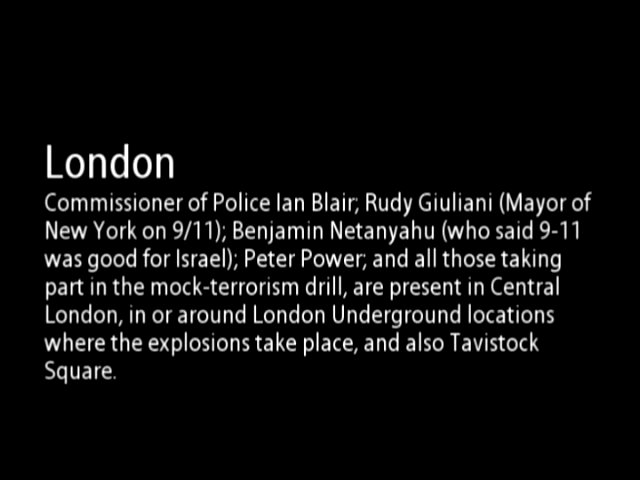 London
Commissioner of Police Ian Blair; Rudy Giuliani (Mayor of
New York on 9/11); Benjamin Netanyahu (who said 9-11
was good for Israel); Peter Power; and all those taking
part in the mock-terrorism drill, are present in Central
London, in or around London Underground locations
where the explosions take place, and also Tavistock
Square.